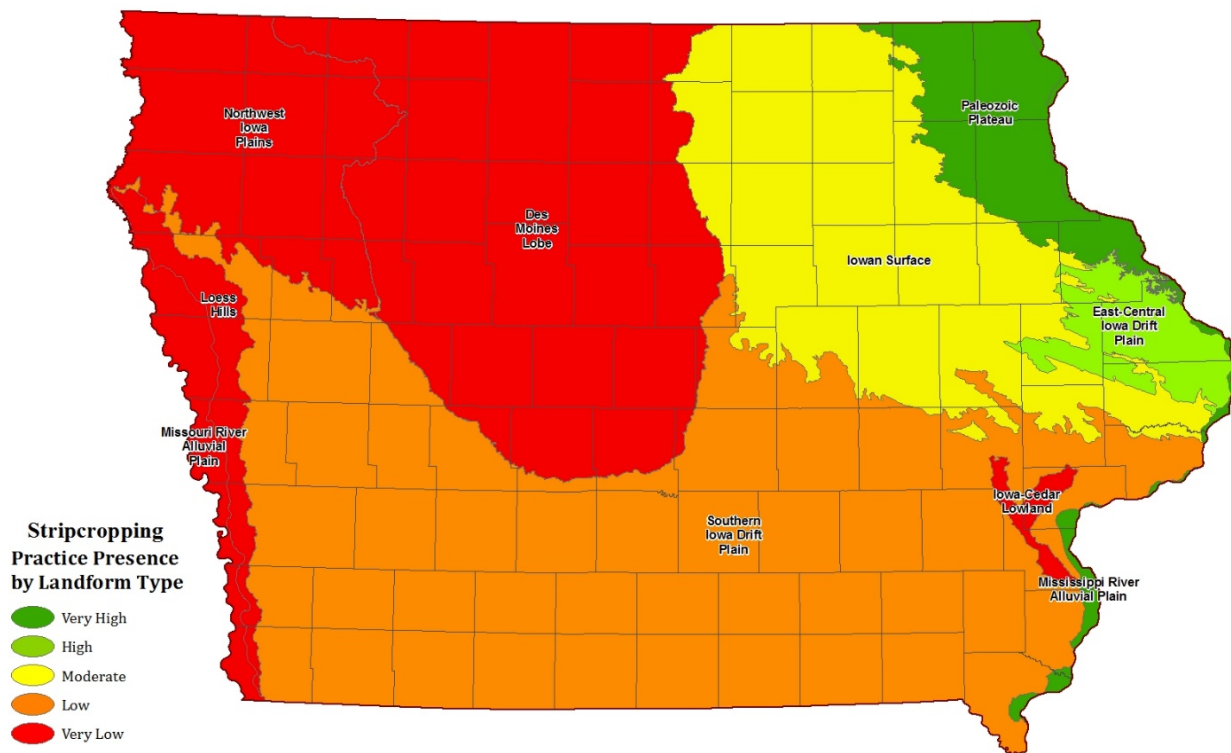 Northwest
Iowa
Plains
Paleozoic
Plateau
Des
Moines
Lobe
Iowan Surface
Loess
Hills
East-Central
Iowa Drift
Plain
Missouri River
Alluvial
Plain
Iowa-Cedar
Lowland
Southern
Iowa Drift
Plain
Mississippi River
Alluvial Plain
Stripcropping
Practice Presence
by Landform Type
Very High
High
Moderate
Low
Very Low